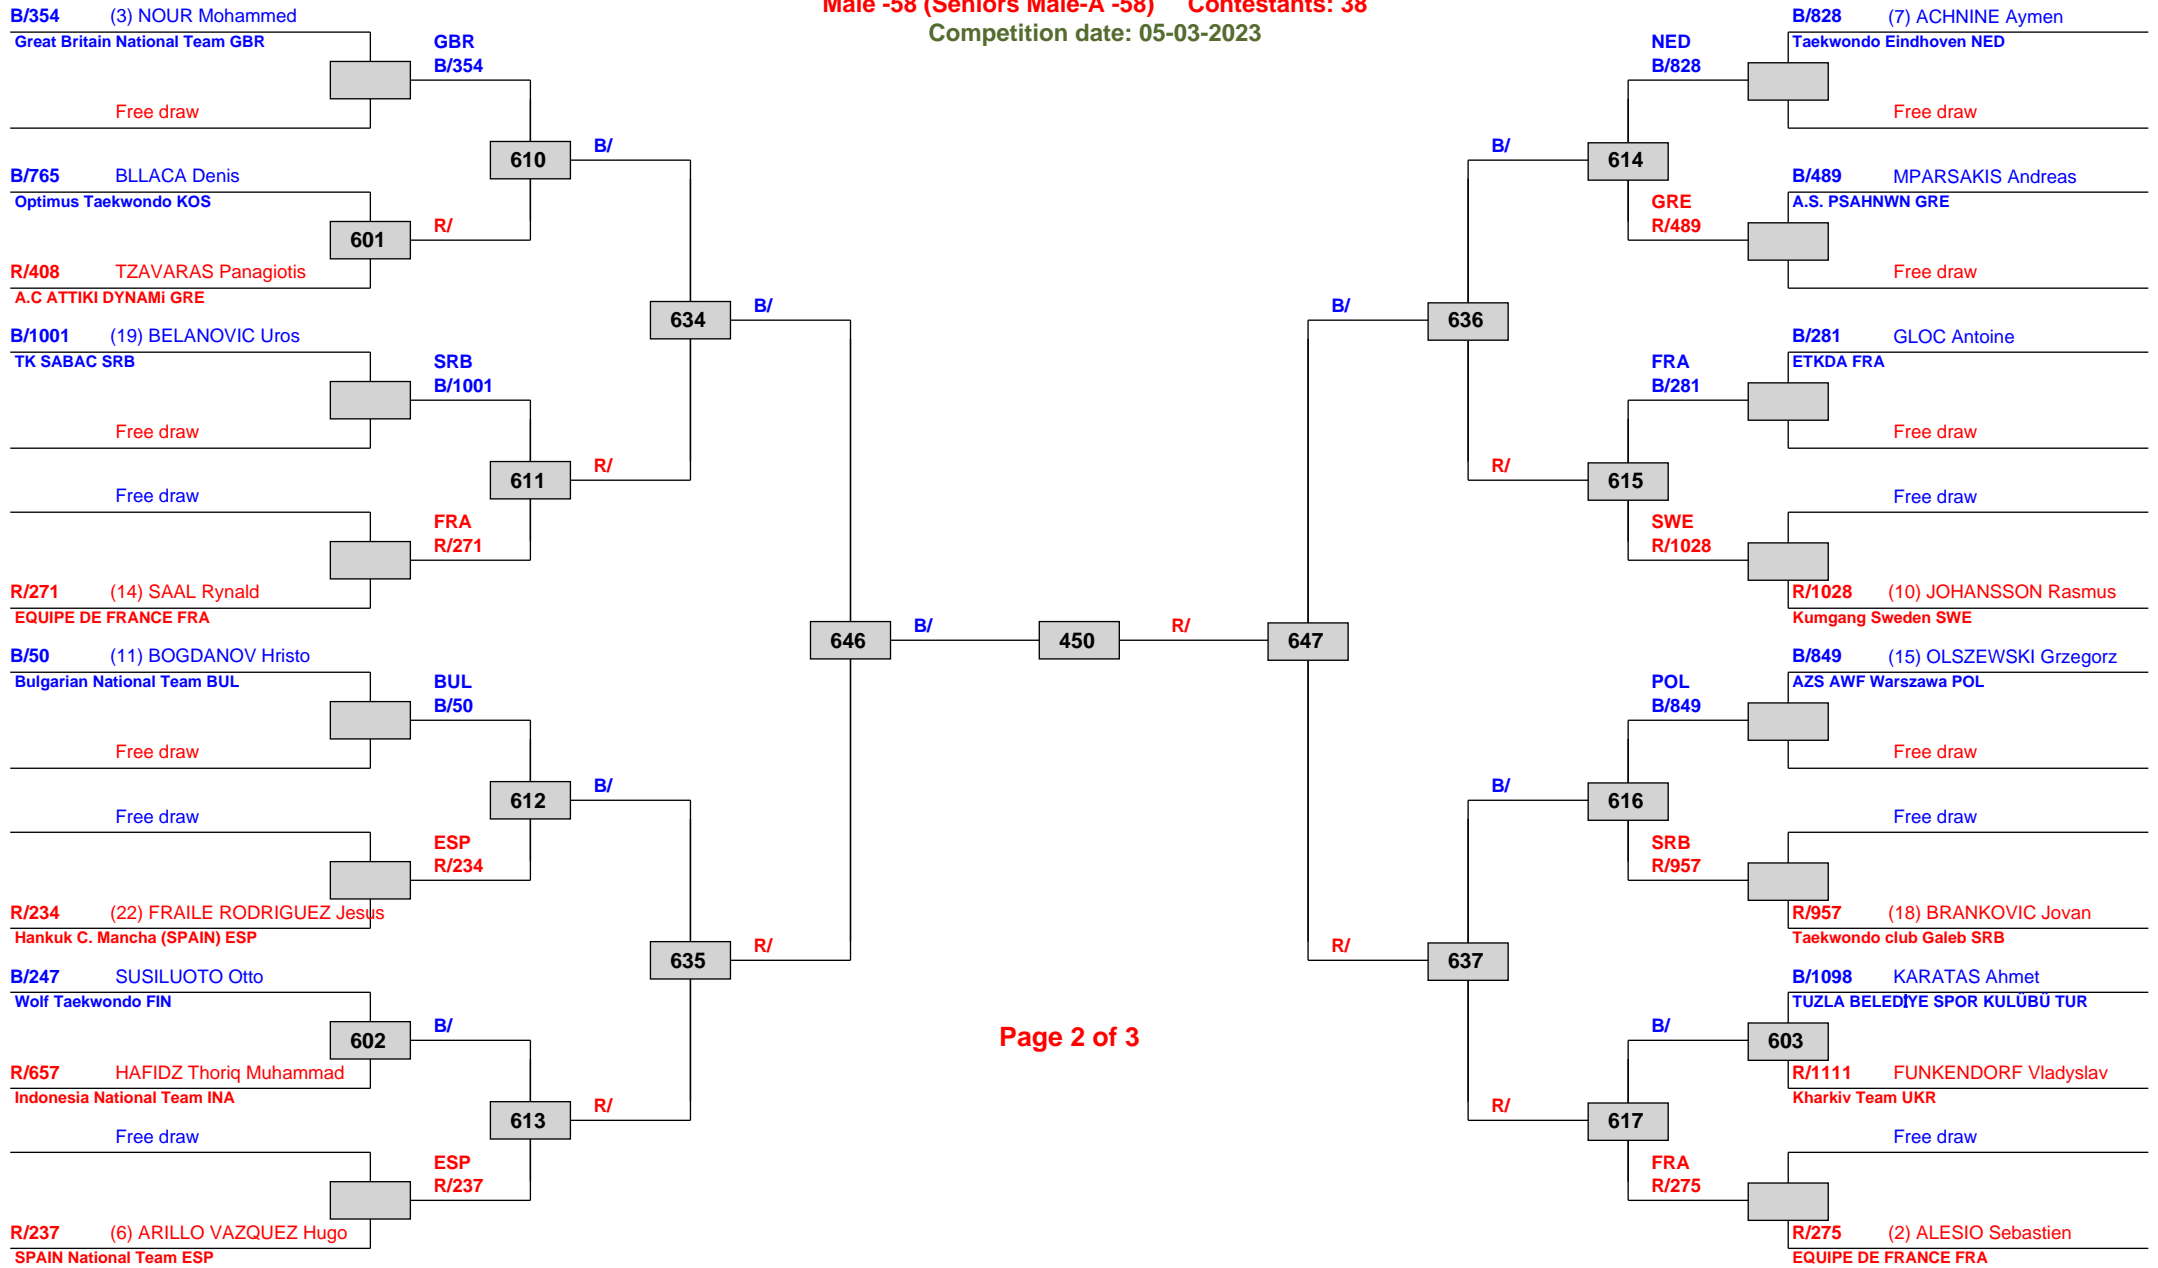 Male -58 (Seniors Male-A -58) Contestants: 38
Competition date: 05-03-2023
B/354 (3) NOUR Mohammed
Great Britain National Team GBR
GBR
B/354
Free draw
610
B/
B/765 BLLACA Denis
Optimus Taekwondo KOS
601
R/
R/408 TZAVARAS Panagiotis
A.C ATTIKI DYNAMi GRE
634
B/
B/1001 (19) BELANOVIC Uros
TK SABAC SRB
SRB
B/1001
Free draw
611
R/
Free draw
FRA
R/271
R/271 (14) SAAL Rynald
EQUIPE DE FRANCE FRA
646
B/
450
R/
647
B/50 (11) BOGDANOV Hristo
Bulgarian National Team BUL
BUL
B/50
Free draw
612
B/
Free draw
ESP
R/234
R/234 (22) FRAILE RODRIGUEZ Jesus
Hankuk C. Mancha (SPAIN) ESP
635
R/
B/247 SUSILUOTO Otto
Wolf Taekwondo FIN
602
B/
R/657 HAFIDZ Thoriq Muhammad
Indonesia National Team INA
613
R/
Free draw
ESP
R/237
R/237 (6) ARILLO VAZQUEZ Hugo
SPAIN National Team ESP
Page 2 of 3
B/828 (7) ACHNINE Aymen
Taekwondo Eindhoven NED
NED
B/828
Free draw
B/
614
B/489 MPARSAKIS Andreas
A.S. PSAHNWN GRE
GRE
R/489
Free draw
B/
636
B/281 GLOC Antoine
ETKDA FRA
FRA
B/281
Free draw
R/
615
Free draw
SWE
R/1028
R/1028 (10) JOHANSSON Rasmus
Kumgang Sweden SWE
B/849 (15) OLSZEWSKI Grzegorz
AZS AWF Warszawa POL
POL
B/849
Free draw
B/
616
Free draw
SRB
R/957
R/957 (18) BRANKOVIC Jovan
Taekwondo club Galeb SRB
R/
637
B/1098 KARATAS Ahmet
TUZLA BELEDİYE SPOR KULÜBÜ TUR
B/
603
R/1111 FUNKENDORF Vladyslav
Kharkiv Team UKR
R/
617
Free draw
FRA
R/275
R/275 (2) ALESIO Sebastien
EQUIPE DE FRANCE FRA